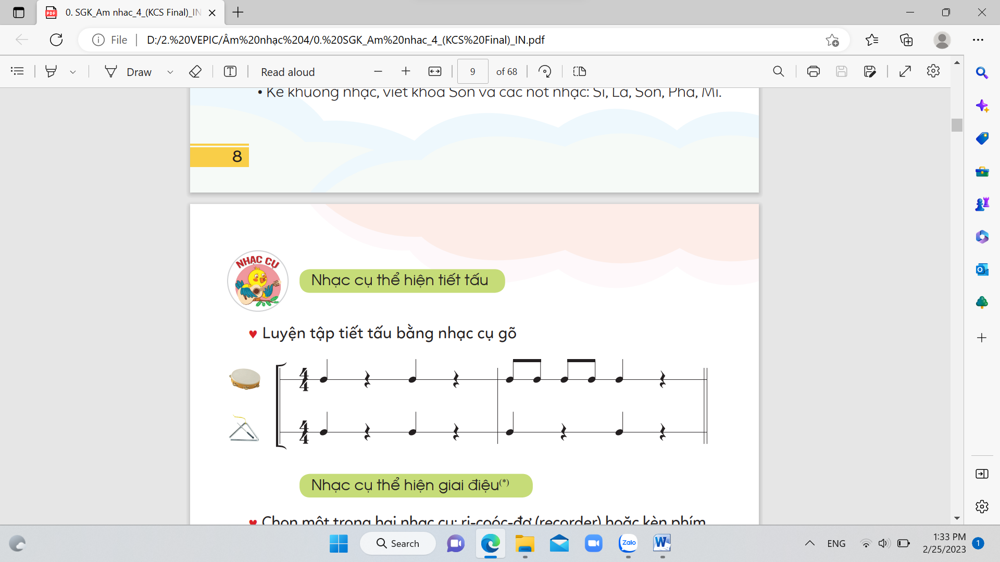 0. SGK_Am nhac_4_(KCS Final)_IN
File
D:/2.%20VEPIC/Âm%20nhạc%204/0.%20SGK_Am%20nhac_4_(KCS%20Final)_IN.pdf
Draw
Read aloud
9
of 68
• Kẻ khuông nhạc, viết khoá Son và các nốt nhạc: Si, La, Son, Pha, Mi.
8
NHẠC CỤ
Nhạc cụ thể hiện tiết tấu
♥ Luyện tập tiết tấu bằng nhạc cụ gõ
4
4
4
4
Nhạc cụ thể hiện giai điệu(*)
♥ Chọn một trong hai nhạc cụ: ri-coóc-đơ (recorder) hoặc kèn phím
Search
Zalo
ENG
1:33 PM
2/25/2023
1